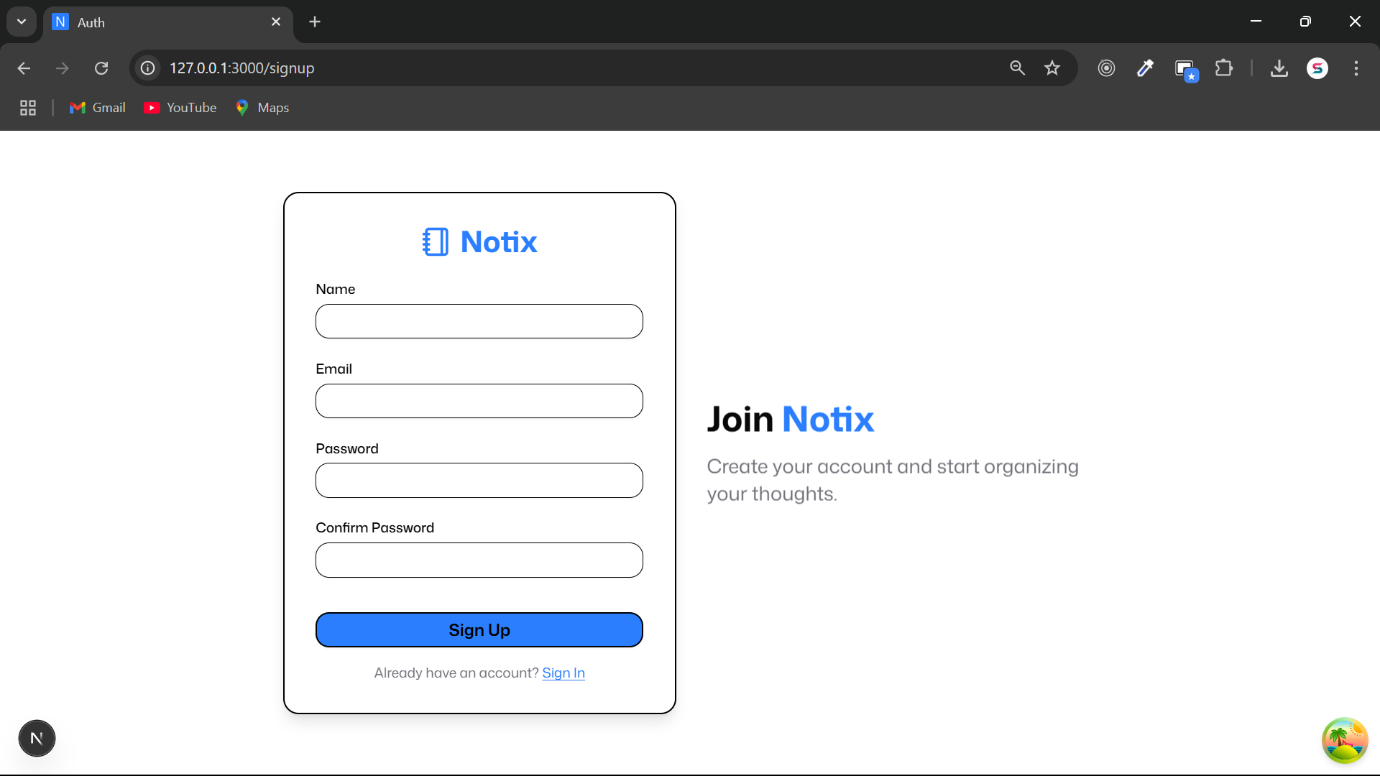 N Auth
127.0.0.1:3000/signup
Gmail YouTube Maps
S
Notix
Name
Email
Password
Confirm Password
Sign Up
Already have an account? Sign In
Join Notix
Create your account and start organizing
your thoughts.
N